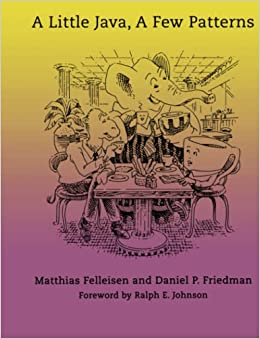 A Little Java, A Few Patterns
Matthias Felleisen and Daniel P. Friedman
Foreword by Ralph E. Johnson